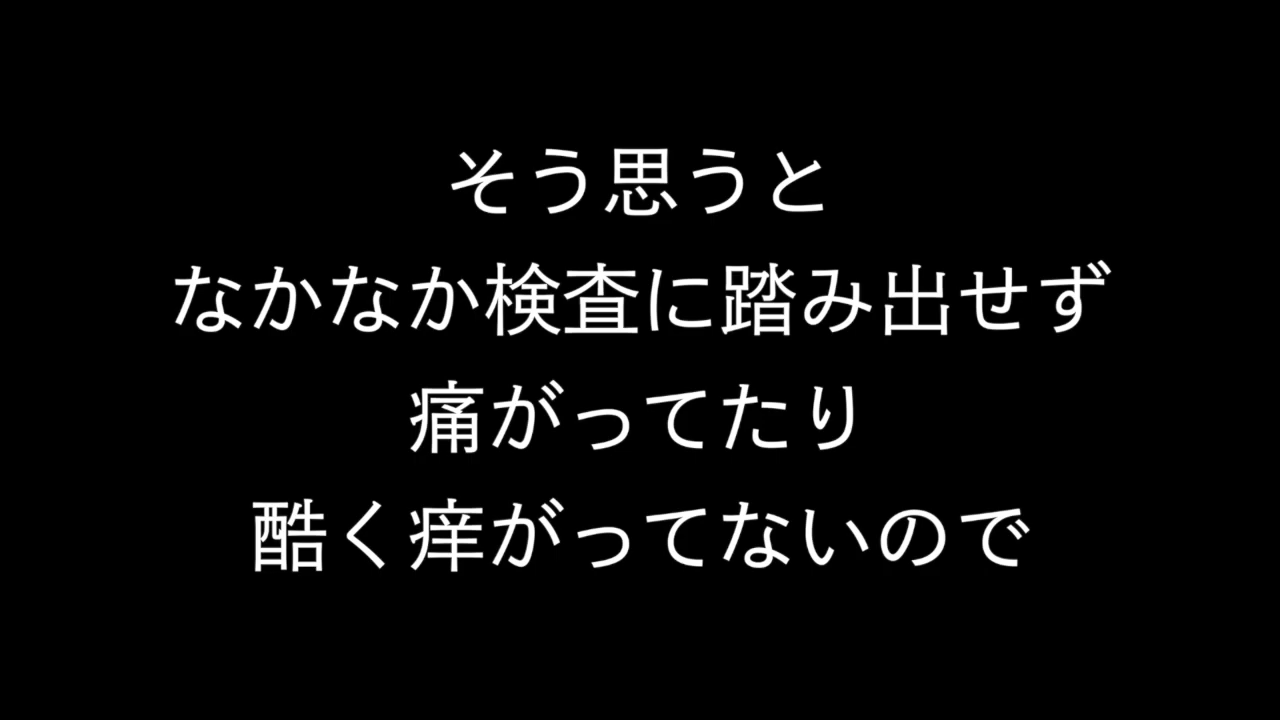 そう思うと
なかなか検査に踏み出せず
痛がってたり
酷く痒がってないので